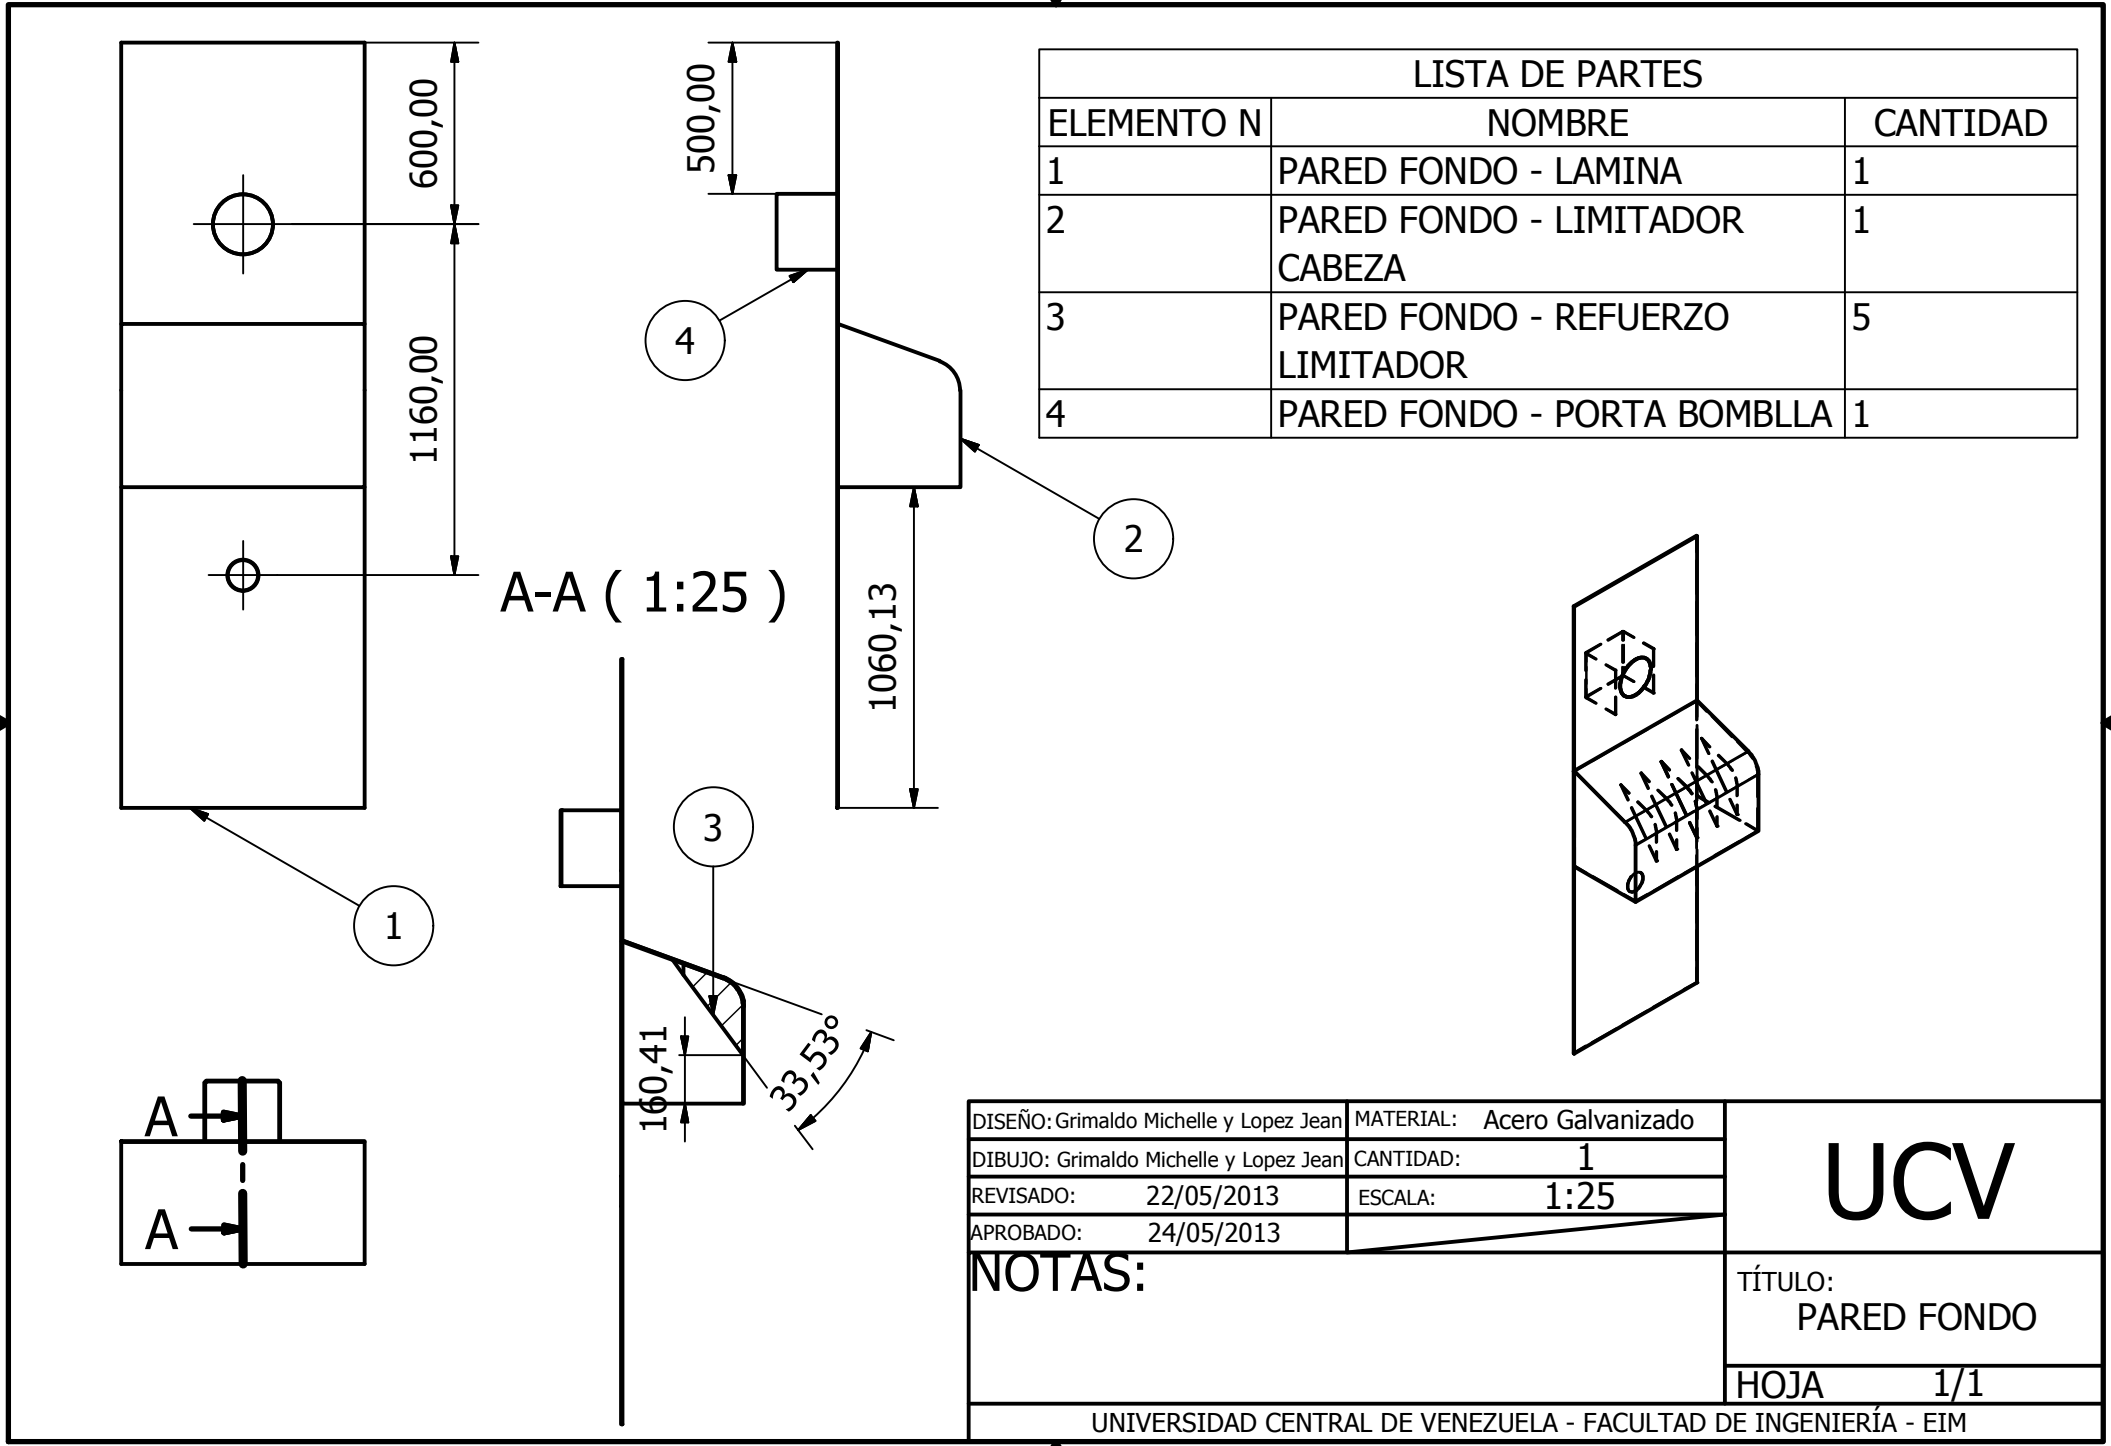 600,00
1160,00
500,00
1060,13
4
2
1
A-A ( 1:25 )
3
160,41
33,53°
A
A
LISTA DE PARTES
ELEMENTO N NOMBRE CANTIDAD
1 PARED FONDO - LAMINA 1
2 PARED FONDO - LIMITADOR 1
CABEZA
3 PARED FONDO - REFUERZO 5
LIMITADOR
4 PARED FONDO - PORTA BOMBLLA 1
DISEÑO: Grimaldo Michelle y Lopez Jean MATERIAL: Acero Galvanizado
DIBUJO: Grimaldo Michelle y Lopez Jean CANTIDAD: 1
REVISADO: 22/05/2013 ESCALA: 1:25
APROBADO: 24/05/2013
UCV
NOTAS:
TÍTULO:
PARED FONDO
HOJA 1/1
UNIVERSIDAD CENTRAL DE VENEZUELA - FACULTAD DE INGENIERÍA - EIM